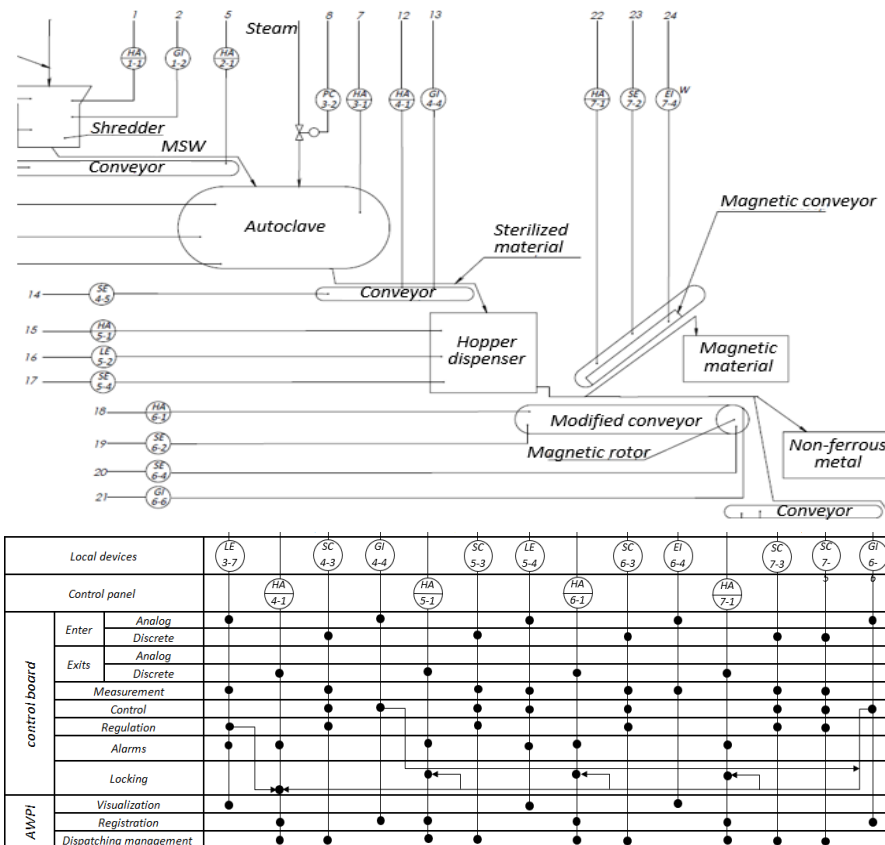 1 2 5 Steam 8 7 12 13 22 23 24
HA 1-1
GI 1-2
HA 2-1
PC 3-2
HA 3-1
HA 4-1
GI 4-4
HA 7-1
SE 7-2
EI 7-4
W
Shredder
MSW
Conveyor
Magnetic conveyor
Autoclave
Sterilized
material
14 SE 4-5
Conveyor
15 HA 5-1
16 LE 5-2
17 SE 5-4
Hopper
dispenser
Magnetic
material
18 HA 6-1
Modified conveyor
19 SE 6-2
Magnetic rotor
Non-ferrous
metal
20 SE 6-4
21 GI 6-6
Conveyor
Local devices
LE 3-7
SC 4-3
GI 4-4
SC 5-3
LE 5-4
SC 6-3
EI 6-4
SC 7-3
SC 7-5
GI 6-6
Control panel
HA 4-1
HA 5-1
HA 6-1
HA 7-1
control board
Enter
Analog
Discrete
Exits
Analog
Discrete
Measurement
Control
Regulation
Alarms
Locking
AWPI
Visualization
Registration
Dispatching management